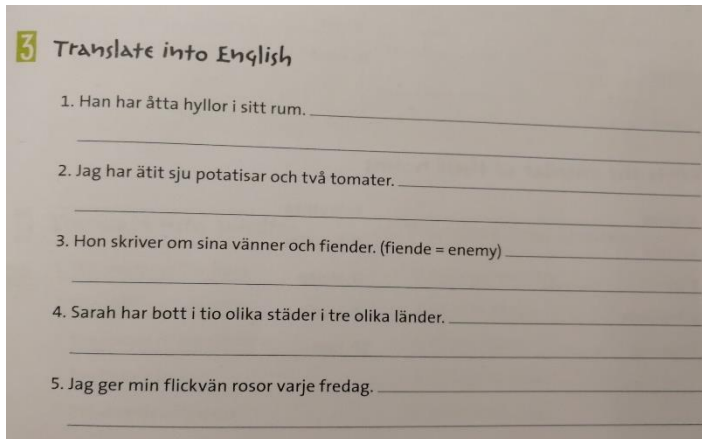 3 Translate into English
1. Han har åtta hyllor i sitt rum.
2. Jag har ätit sju potatisar och två tomater.
3. Hon skriver om sina vänner och fiender. (fiende = enemy)
4. Sarah har bott i tio olika städer i tre olika länder.
5. Jag ger min flickvän rosor varje fredag.